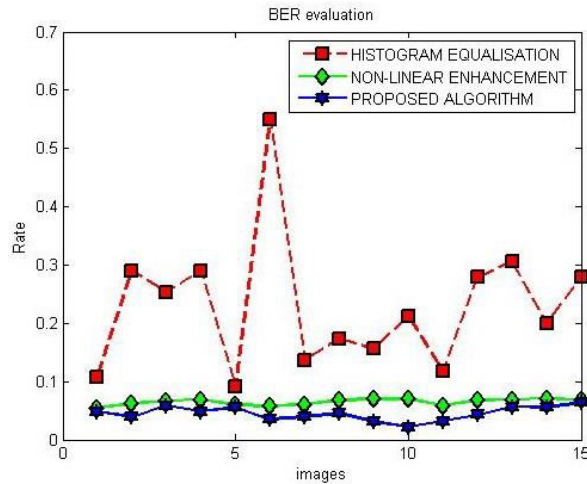 BER evaluation
0.7
0.6
0.5
0.4
0.3
0.2
0.1
0
Rate
HISTOGRAM EQUALISATION
NON-LINEAR ENHANCEMENT
PROPOSED ALGORITHM
0 5 10 15
images